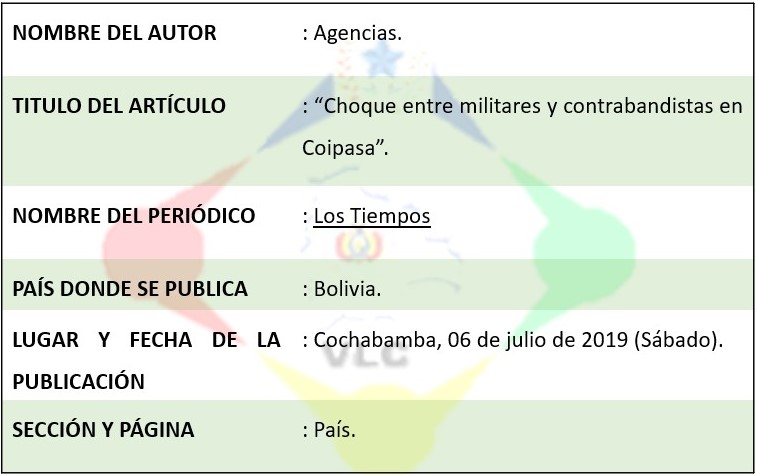 NOMBRE DEL AUTOR : Agencias.
TITULO DEL ARTÍCULO : “Choque entre militares y contrabandistas en
Coipasa”.
NOMBRE DEL PERIÓDICO : Los Tiempos
PAÍS DONDE SE PUBLICA : Bolivia.
LUGAR Y FECHA DE LA : Cochabamba, 06 de julio de 2019 (Sábado).
VLC
PUBLICACIÓN
SECCIÓN Y PÁGINA : País.